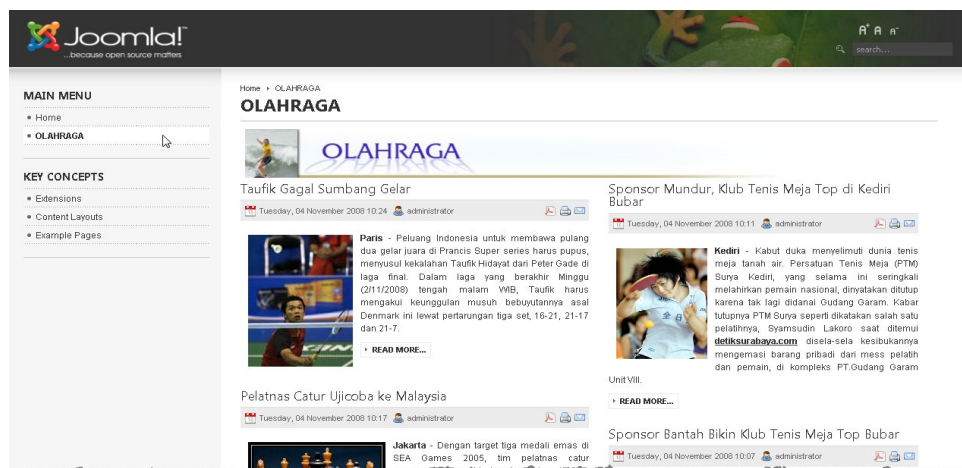 Joomla!™
...because open source matters
A+ A A-
search...
MAIN MENU
Home
OLAHRAGA
KEY CONCEPTS
Extensions
Content Layouts
Example Pages
Home › OLAHRAGA
OLAHRAGA
OLAHRAGA
Taufik Gagal Sumbang Gelar
Tuesday, 04 November 2008 10:24 administrator
Paris - Peluang Indonesia untuk membawa pulang
dua gelar juara di Prancis Super series harus pupus,
menyusul kekalahan Taufik Hidayat dari Peter Gade di
laga final. Dalam laga yang berakhir Minggu
(2/11/2008) tengah malam WIB, Taufik harus
mengakui keunggulan musuh bebuyutannya asal
Denmark ini lewat pertarungan tiga set, 16-21, 21-17
dan 21-7.
READ MORE...
Pelatnas Catur Ujicoba ke Malaysia
Tuesday, 04 November 2008 10:17 administrator
Jakarta - Dengan target tiga medali emas di
SEA Games 2005, tim pelatnas catur
Sponsor Mundur, Klub Tenis Meja Top di Kediri
Bubar
Tuesday, 04 November 2008 10:11 administrator
Kediri - Kabut duka menyelimuti dunia tenis
meja tanah air. Persatuan Tenis Meja (PTM)
Surya Kediri, yang selama ini seringkali
melahirkan pemain nasional, dinyatakan ditutup
karena tak lagi didanai Gudang Garam. Kabar
tutupnya PTM Surya seperti dikatakan salah satu
pelatihnya, Syamsudin Lakoro saat ditemui
detiksurabaya.com disela-sela kesibukannya
mengemasi barang pribadi dari mess pelatih
dan pemain, di kompleks PT.Gudang Garam
Unit VIII.
READ MORE...
Sponsor Bantah Bikin Klub Tenis Meja Top Bubar
Tuesday, 04 November 2008 10:07 administrator